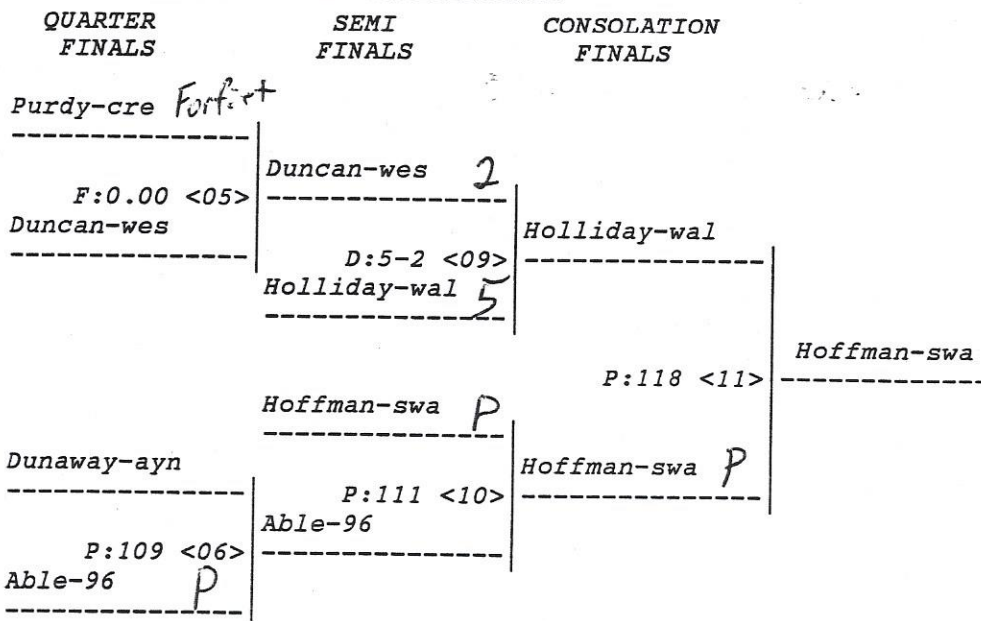 QUARTER FINALS
SEMI FINALS
CONSOLATION FINALS
Purdy-cre Forfiet
Duncan-wes 2
F:0.00 <05>
Duncan-wes
Holliday-wal
D:5-2 <09>
Holliday-wal 5
Hoffman-swa
P:118 <11>
Hoffman-swa P
Dunaway-ayn
Hoffman-swa P
P:111 <10>
Able-96
P:109 <06>
Able-96 P